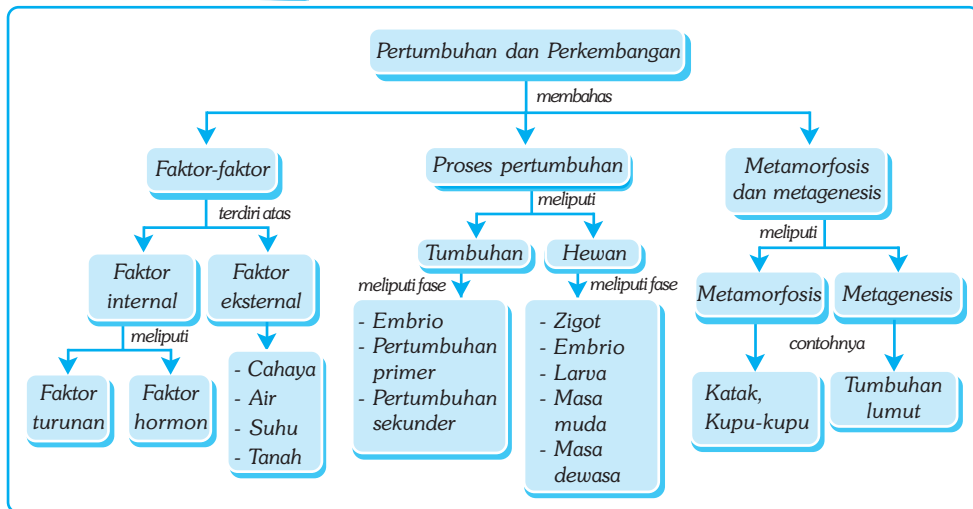 Pertumbuhan dan Perkembangan
membahas
Faktor-faktor
terdiri atas
Faktor
internal
meliputi
Faktor
turunan
Faktor
hormon
Faktor
eksternal
- Cahaya
- Air
- Suhu
- Tanah
Proses pertumbuhan
meliputi
Tumbuhan
meliputi fase
- Embrio
- Pertumbuhan
primer
- Pertumbuhan
sekunder
Hewan
meliputi fase
- Zigot
- Embrio
- Larva
- Masa
muda
- Masa
dewasa
Metamorfosis
dan metagenesis
meliputi
Metamorfosis
Metagenesis
contohnya
Katak,
Kupu-kupu
Tumbuhan
lumut